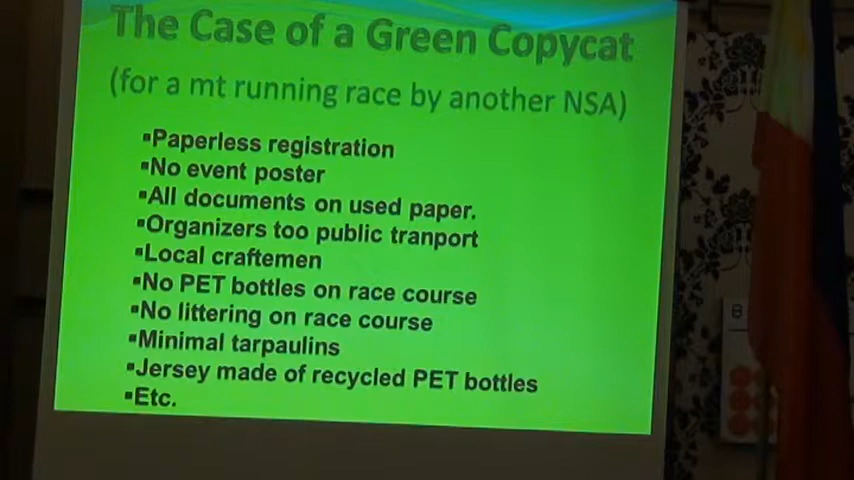 The Case of a Green Copycat
(for a mt running race by another NSA)
▪Paperless registration
▪No event poster
▪All documents on used paper.
▪Organizers too public tranport
▪Local craftemen
▪No PET bottles on race course
▪No littering on race course
▪Minimal tarpaulins
▪Jersey made of recycled PET bottles
▪Etc.